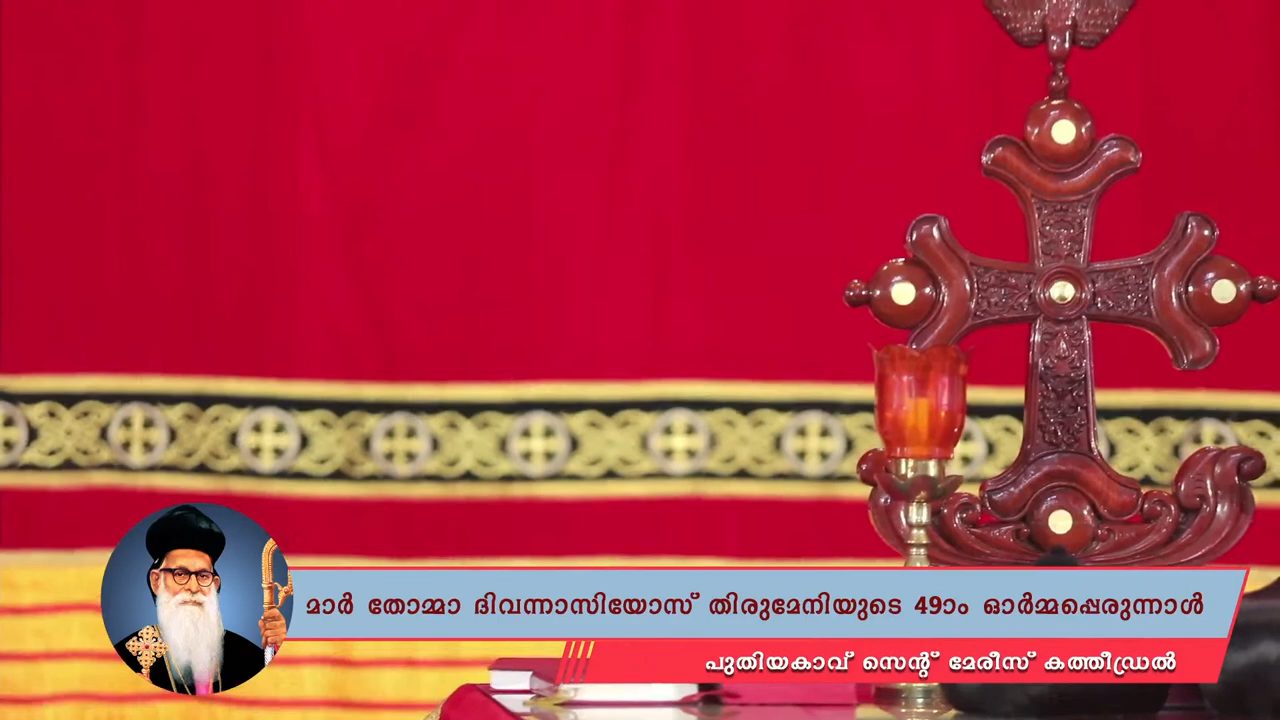 മാർ തോമ്മാ ദിവന്നാസിയോസ് തിരുമേനിയുടെ 49ാം ഓർമ്മപ്പെരുന്നാൾ
പുതിയകാവ് സെന്റ് മേരീസ് കത്തീഡ്രൽ